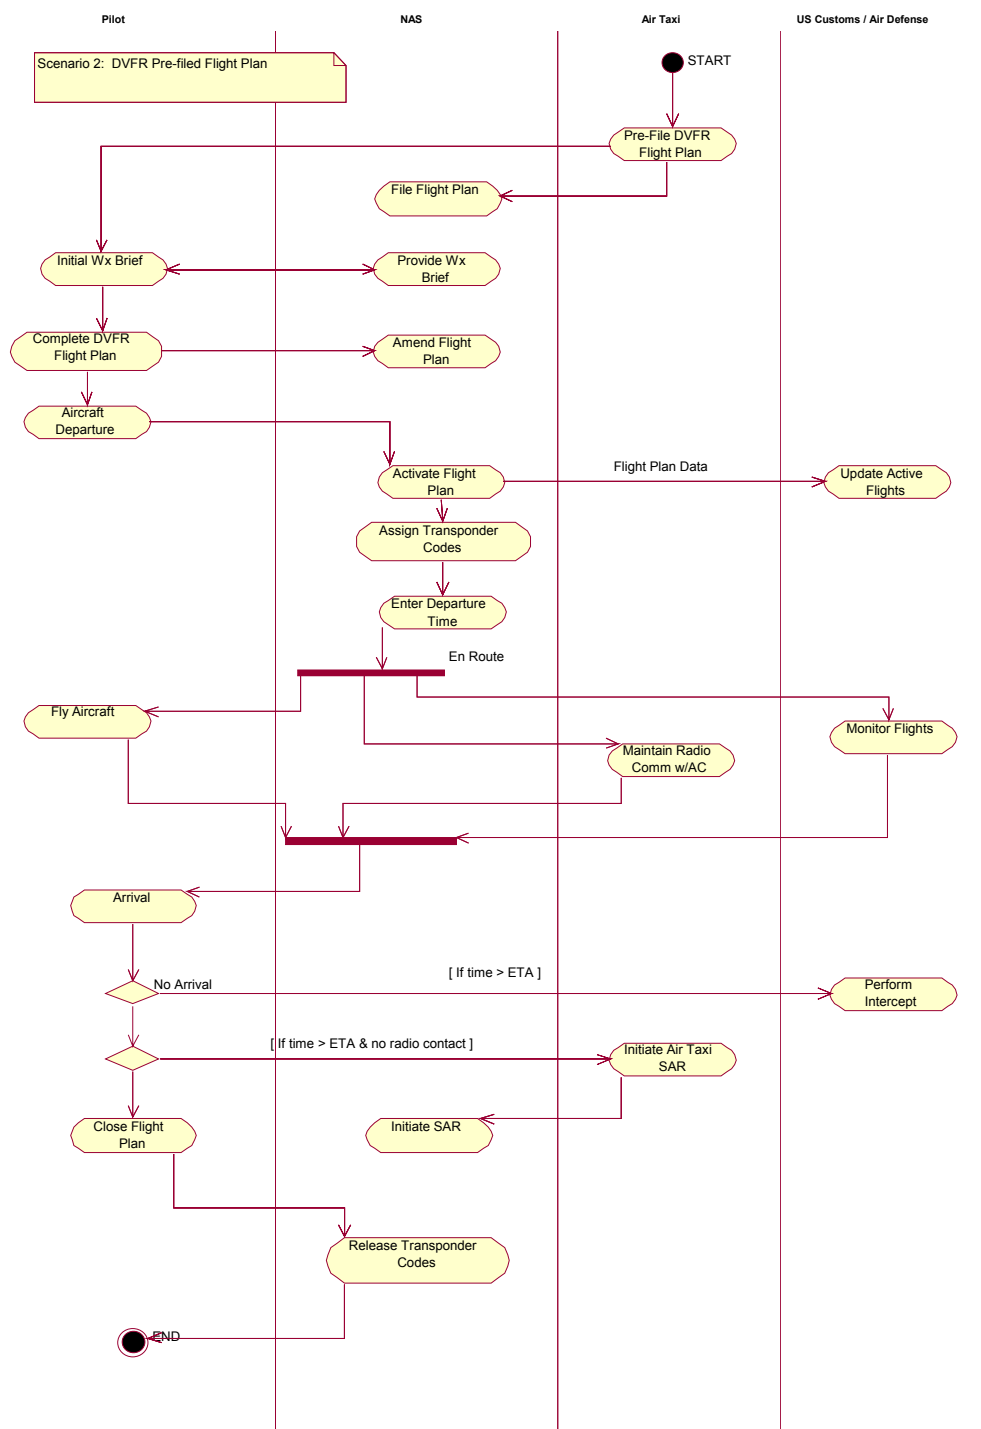 Pilot
NAS
Air Taxi
US Customs / Air Defense
Scenario 2:  DVFR Pre-filed Flight Plan
START
Pre-File DVFR
Flight Plan
File Flight Plan
Initial Wx Brief
Provide Wx
Brief
Complete DVFR
Flight Plan
Amend Flight
Plan
Aircraft
Departure
Activate Flight
Plan
Flight Plan Data
Update Active
Flights
Assign Transponder
Codes
Enter Departure
Time
En Route
Fly Aircraft
Monitor Flights
Maintain Radio
Comm w/AC
Arrival
No Arrival
[ If time > ETA ]
Perform
Intercept
[ If time > ETA & no radio contact ]
Initiate Air Taxi
SAR
Close Flight
Plan
Initiate SAR
Release Transponder
Codes
END